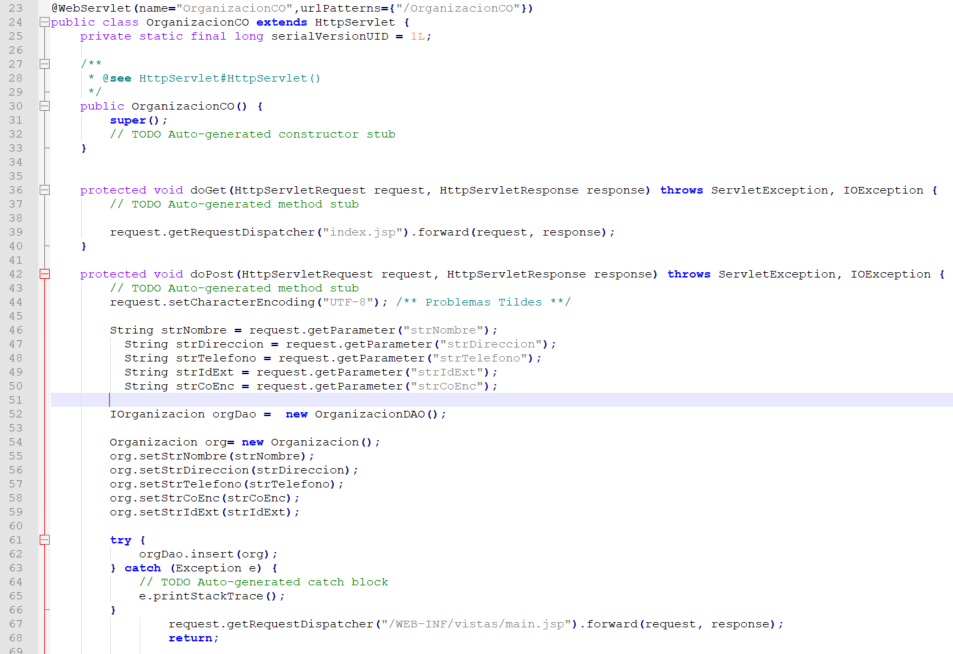 23 @WebServlet(name="OrganizacionCO",urlPatterns={"/OrganizacionCO"})
24 public class OrganizacionCO extends HttpServlet {
25     private static final long serialVersionUID = 1L;
26
27     /**
28      * @see HttpServlet#HttpServlet()
29      */
30     public OrganizacionCO() {
31         super();
32         // TODO Auto-generated constructor stub
33     }
34
35
36     protected void doGet(HttpServletRequest request, HttpServletResponse response) throws ServletException, IOException {
37         // TODO Auto-generated method stub
38
39         request.getRequestDispatcher("index.jsp").forward(request, response);
40     }
41
42     protected void doPost(HttpServletRequest request, HttpServletResponse response) throws ServletException, IOException {
43         // TODO Auto-generated method stub
44         request.setCharacterEncoding("UTF-8"); /** Problemas Tildes **/
45
46         String strNombre = request.getParameter("strNombre");
47           String strDireccion = request.getParameter("strDireccion");
48           String strTelefono = request.getParameter("strTelefono");
49           String strIdExt = request.getParameter("strIdExt");
50           String strCoEnc = request.getParameter("strCoEnc");
51
52         IOrganizacion orgDao =  new OrganizacionDAO();
53
54         Organizacion org= new Organizacion();
55         org.setStrNombre(strNombre);
56         org.setStrDireccion(strDireccion);
57         org.setStrTelefono(strTelefono);
58         org.setStrCoEnc(strCoEnc);
59         org.setStrIdExt(strIdExt);
60
61         try {
62             orgDao.insert(org);
63         } catch (Exception e) {
64             // TODO Auto-generated catch block
65             e.printStackTrace();
66         }
67                 request.getRequestDispatcher("/WEB-INF/vistas/main.jsp").forward(request, response);
68                 return;
69